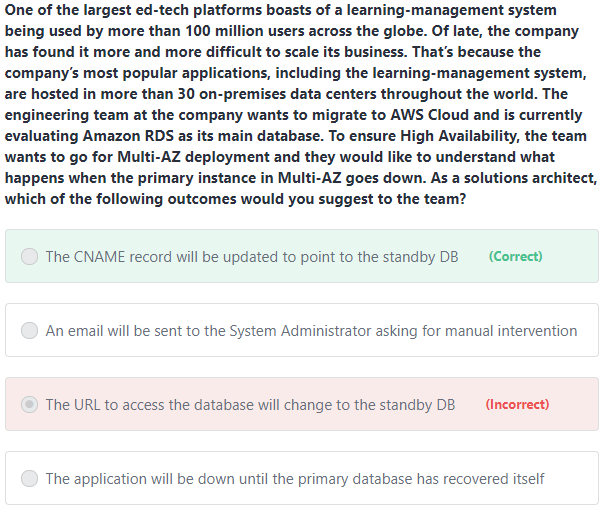 One of the largest ed-tech platforms boasts of a learning-management system
being used by more than 100 million users across the globe. Of late, the company
has found it more and more difficult to scale its business. That’s because the
company’s most popular applications, including the learning-management system,
are hosted in more than 30 on-premises data centers throughout the world. The
engineering team at the company wants to migrate to AWS Cloud and is currently
evaluating Amazon RDS as its main database. To ensure High Availability, the team
wants to go for Multi-AZ deployment and they would like to understand what
happens when the primary instance in Multi-AZ goes down. As a solutions architect,
which of the following outcomes would you suggest to the team?
The CNAME record will be updated to point to the standby DB (Correct)
An email will be sent to the System Administrator asking for manual intervention
The URL to access the database will change to the standby DB (Incorrect)
The application will be down until the primary database has recovered itself